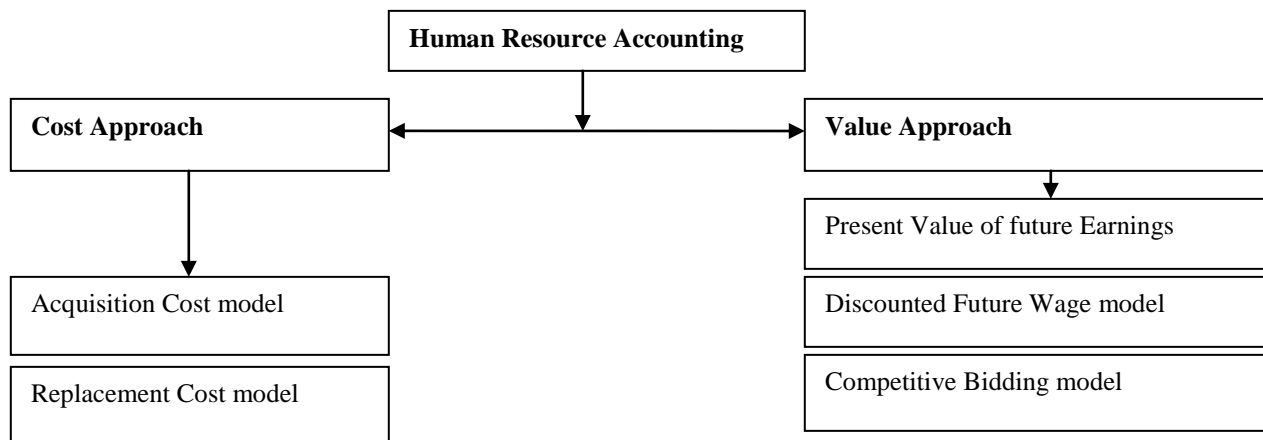 Human Resource Accounting
Cost Approach
Value Approach
Present Value of future Earnings
Acquisition Cost model
Discounted Future Wage model
Replacement Cost model
Competitive Bidding model